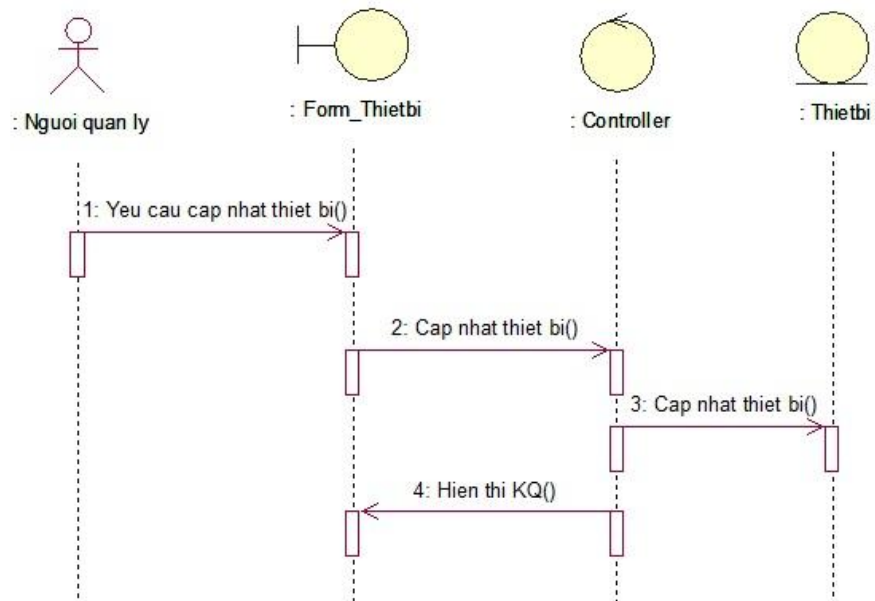 : Nguoi quan ly
: Form_Thietbi
: Controller
: Thietbi
1: Yeu cau cap nhat thiet bi()
2: Cap nhat thiet bi()
3: Cap nhat thiet bi()
4: Hien thi KQ()